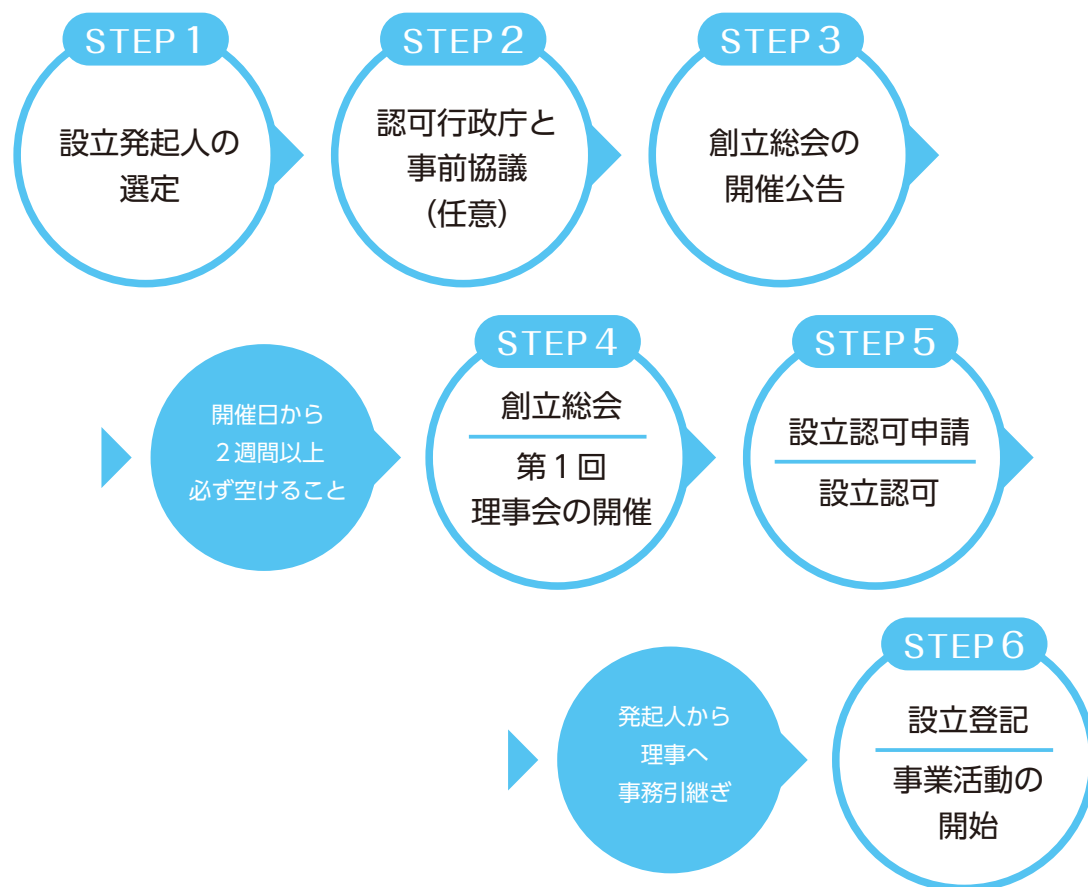 STEP 1
設立発起人の
選定
STEP 2
認可行政庁と
事前協議
（任意）
STEP 3
創立総会の
開催公告
開催日から
２週間以上
必ず空けること
STEP 4
創立総会
第１回
理事会の開催
STEP 5
設立認可申請
設立認可
発起人から
理事へ
事務引継ぎ
STEP 6
設立登記
事業活動の
開始